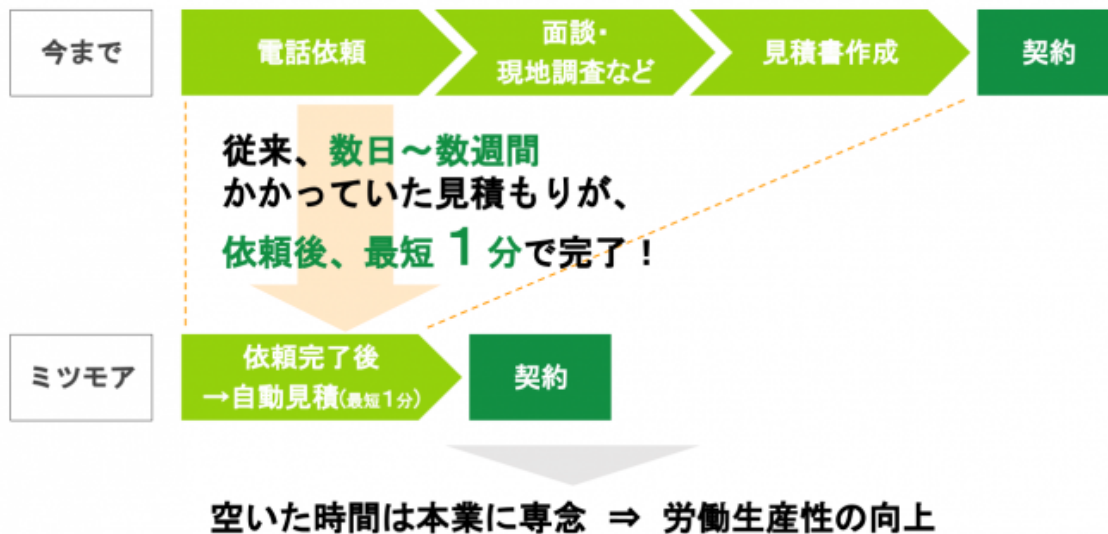 今まで
電話依頼
面談・
現地調査など
見積書作成
契約
従来、数日～数週間
かかっていた見積もりが、
依頼後、最短1分で完了！
ミツモア
依頼完了後
→自動見積(最短1分)
契約
空いた時間は本業に専念 ⇒ 労働生産性の向上